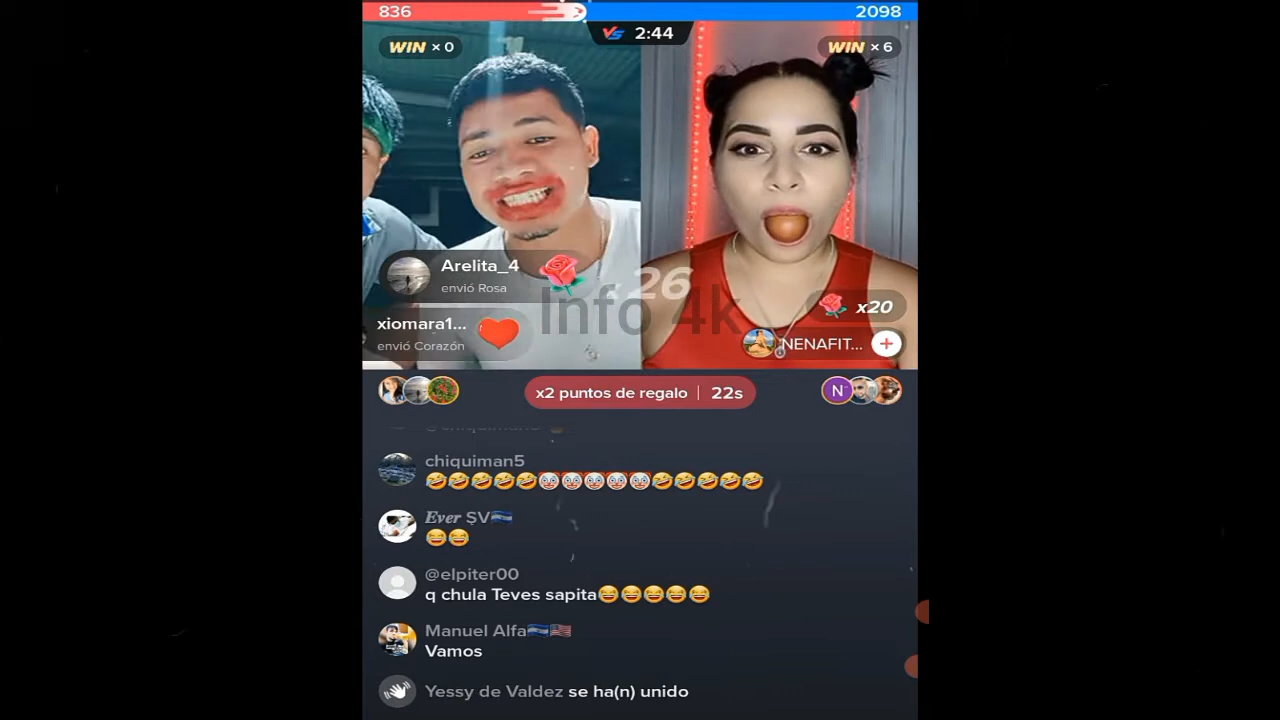 836
2098
VS 2:44
WIN × 0
WIN × 6
Arelita_4
envió Rosa
x 26
Info 4k
x20
xiomara1...
envió Corazón
NENAFIT...
x2 puntos de regalo | 22s
N
chiquiman5
🤣🤣🤣🤣🤣🤡🤡🤡🤡🤡🤣🤣🤣🤣🤣
Ever SV🇸🇻
😂😂
@elpiter00
q chula Teves sapita😂😂😂😂😂
Manuel Alfa🇸🇻🇺🇸
Vamos
Yessy de Valdez se ha(n) unido